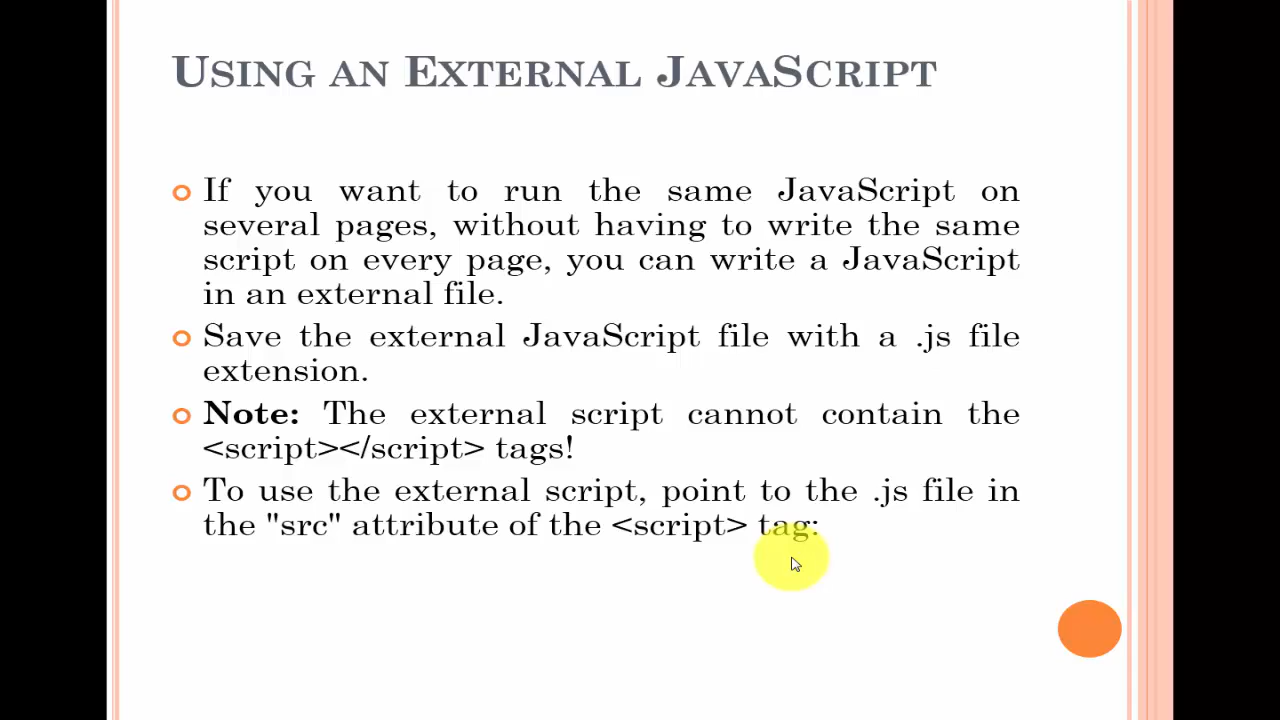 USING AN EXTERNAL JAVASCRIPT
If you want to run the same JavaScript on
several pages, without having to write the same
script on every page, you can write a JavaScript
in an external file.
Save the external JavaScript file with a .js file
extension.
Note: The external script cannot contain the
<script></script> tags!
To use the external script, point to the .js file in
the "src" attribute of the <script> tag: